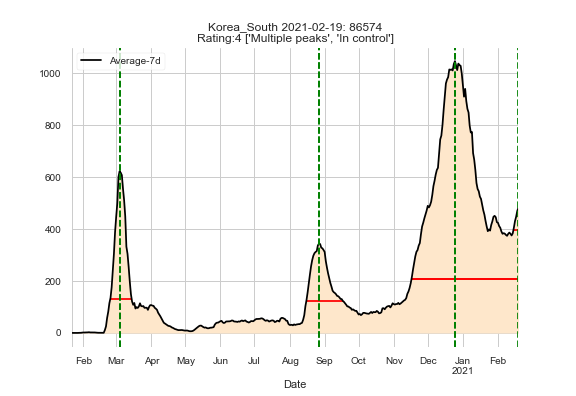 Korea_South 2021-02-19: 86574
Rating:4 ['Multiple peaks', 'In control']
Average-7d
1000
800
600
400
200
0
Feb Mar Apr May Jun Jul Aug Sep Oct Nov Dec Jan Feb
2021
Date